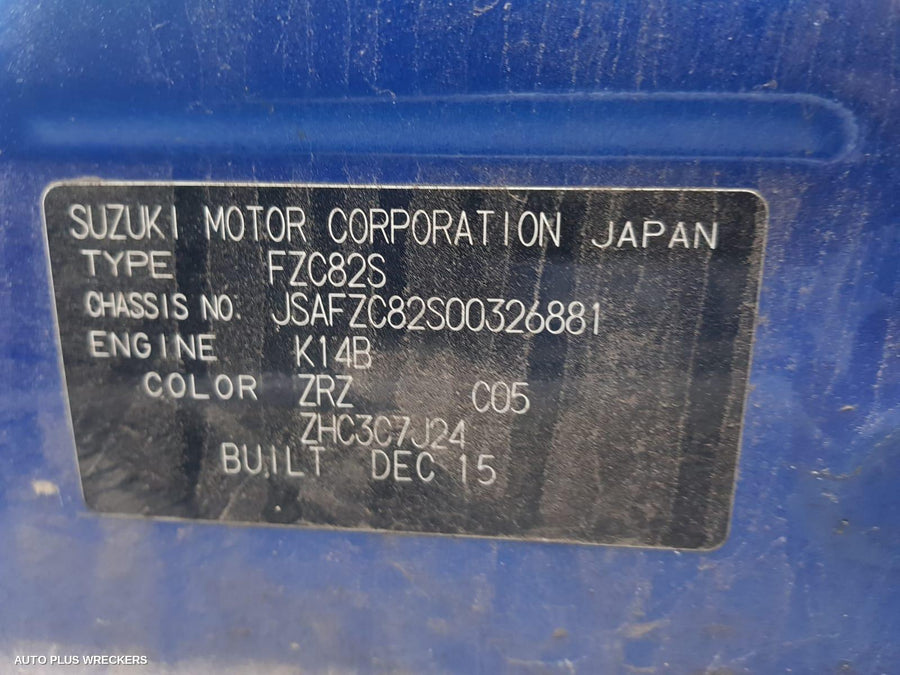 SUZUKI MOTOR CORPORATION JAPAN
TYPE FZC82S
CHASSIS NO. JSAFZC82S00326881
ENGINE K14B
COLOR ZRZ C05
ZHC3C7J24
BUILT DEC 15
AUTO PLUS WRECKERS